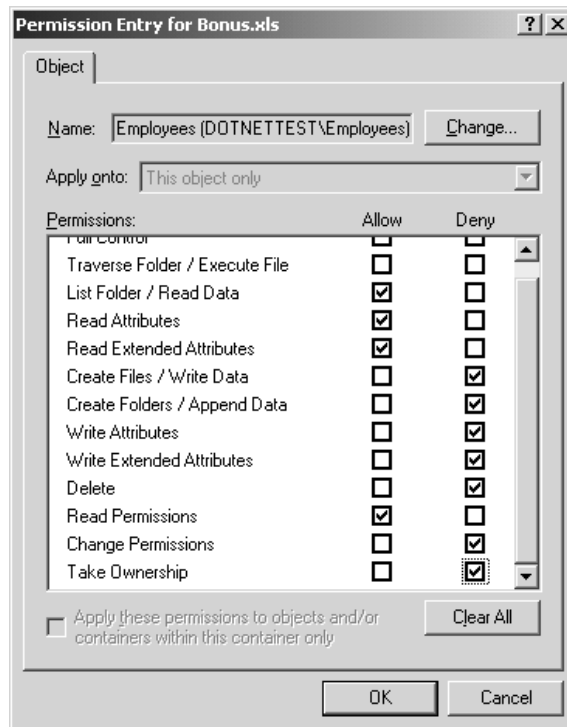 Permission Entry for Bonus.xls
Object
Name: Employees (DOTNETTEST\Employees) Change...
Apply onto: This object only
Permissions: Allow Deny
Full Control
Traverse Folder / Execute File
List Folder / Read Data
Read Attributes
Read Extended Attributes
Create Files / Write Data
Create Folders / Append Data
Write Attributes
Write Extended Attributes
Delete
Read Permissions
Change Permissions
Take Ownership
Apply these permissions to objects and/or
containers within this container only
Clear All
OK Cancel